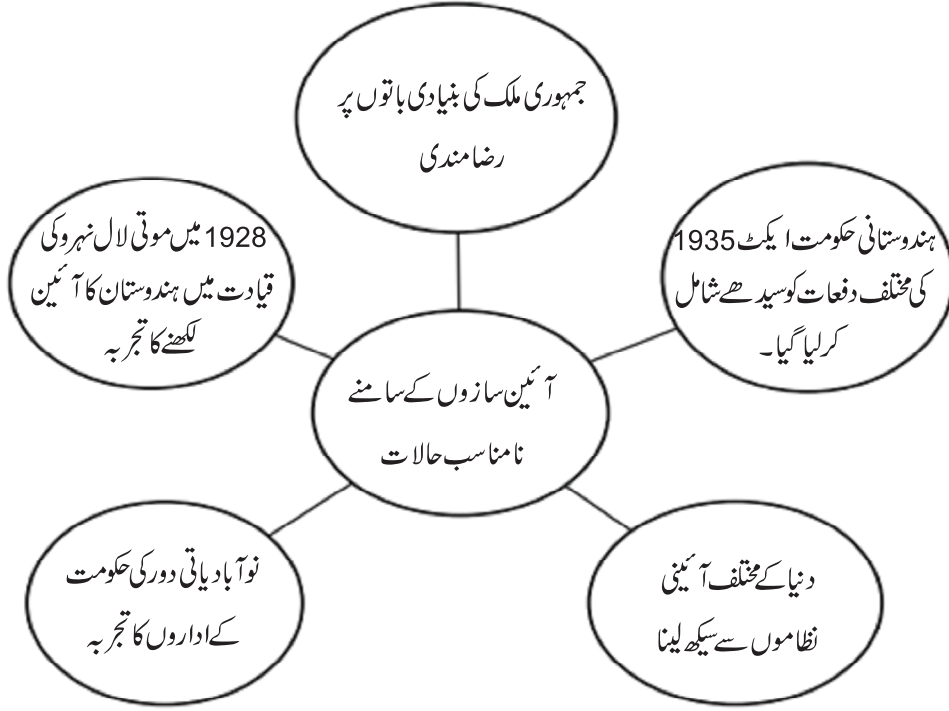 جمہوری ملک کی بنیادی باتوں پر
رضامندی
ہندوستانی حکومت ایکٹ 1935
کی مختلف دفعات کو سیدھے شامل
کر لیا گیا۔
1928 میں موتی لال نہرو کی
قیادت میں ہندوستان کا آئین
لکھنے کا تجربہ
آئین سازوں کے سامنے
نامناسب حالات
دنیا کے مختلف آئینی
نظاموں سے سیکھ لینا
نوآبادیاتی دور کی حکومت
کے اداروں کا تجربہ